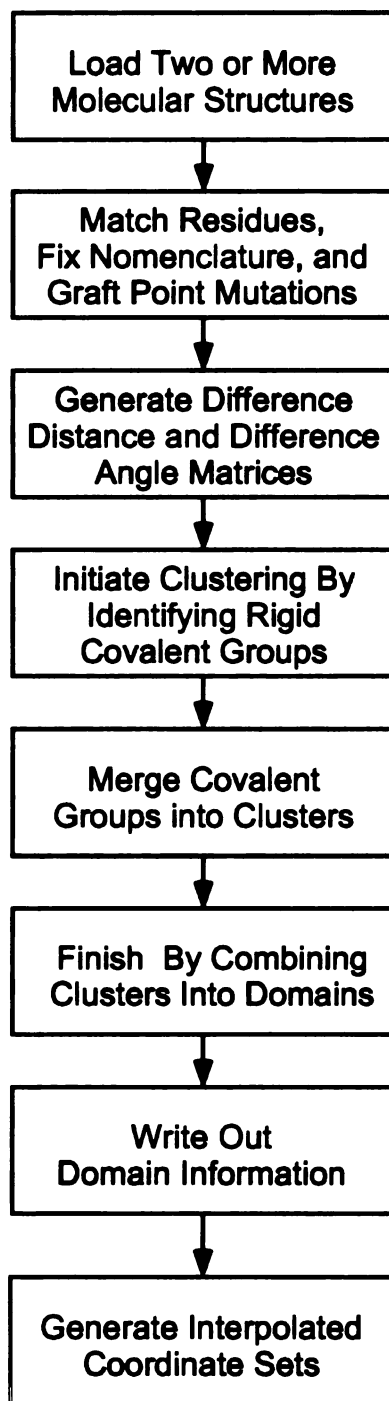 Load Two or More
Molecular Structures
Match Residues,
Fix Nomenclature, and
Graft Point Mutations
Generate Difference
Distance and Difference
Angle Matrices
Initiate Clustering By
Identifying Rigid
Covalent Groups
Merge Covalent
Groups into Clusters
Finish By Combining
Clusters Into Domains
Write Out
Domain Information
Generate Interpolated
Coordinate Sets